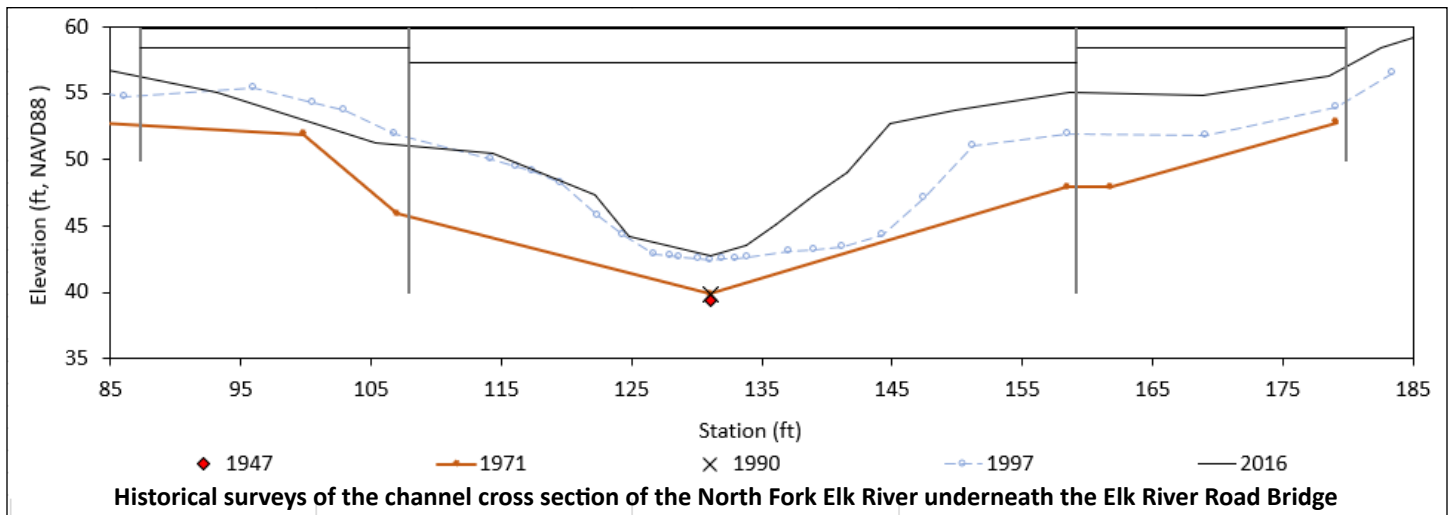 60
55
50
45
40
35
Elevation (ft, NAVD88)
85 95 105 115 125 135 145 155 165 175 185
Station (ft)
1947 1971 1990 1997 2016
Historical surveys of the channel cross section of the North Fork Elk River underneath the Elk River Road Bridge